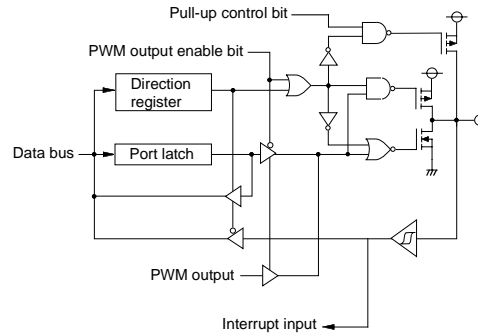 Pull-up control bit
PWM output enable bit
Direction
register
Data bus
Port latch
PWM output
Interrupt input